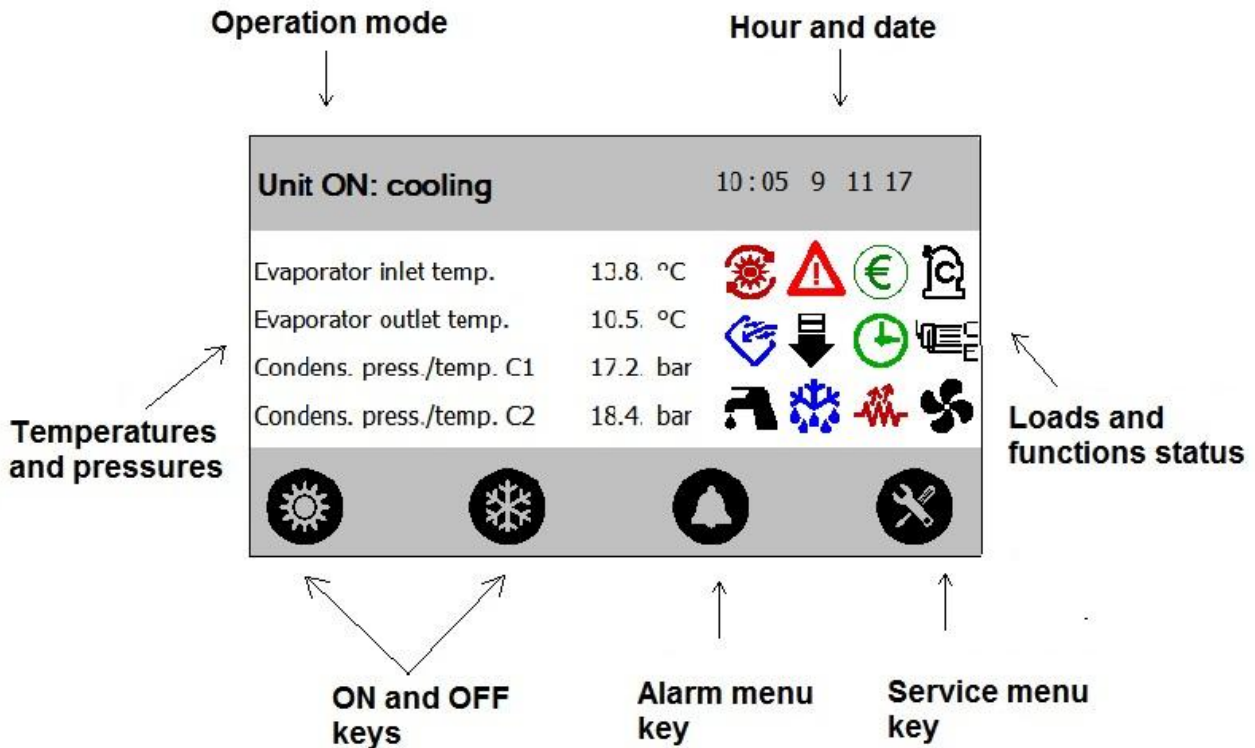 Operation mode
Hour and date
Unit ON: cooling
10:05 9 11 17
Evaporator inlet temp. 13.8. ºC
Evaporator outlet temp. 10.5. ºC
Condens. press./temp. C1 17.2. bar
Condens. press./temp. C2 18.4. bar
€
C
C
E
Temperatures
and pressures
Loads and
functions status
ON and OFF
keys
Alarm menu
key
Service menu
key